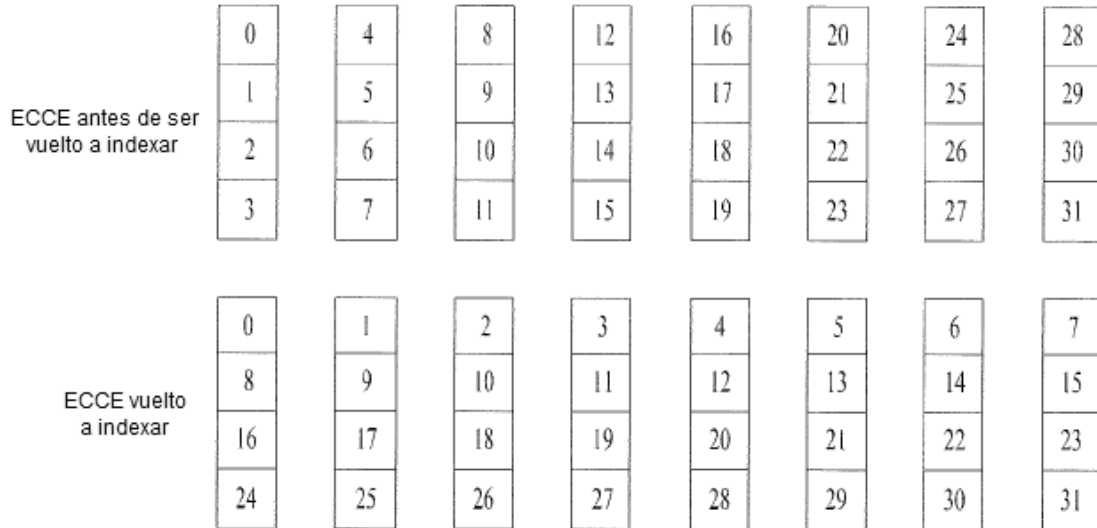 0 4 8 12 16 20 24 28
1 5 9 13 17 21 25 29
ECCE antes de ser
vuelto a indexar
2 6 10 14 18 22 26 30
3 7 11 15 19 23 27 31
0 1 2 3 4 5 6 7
8 9 10 11 12 13 14 15
ECCE vuelto
a indexar
16 17 18 19 20 21 22 23
24 25 26 27 28 29 30 31